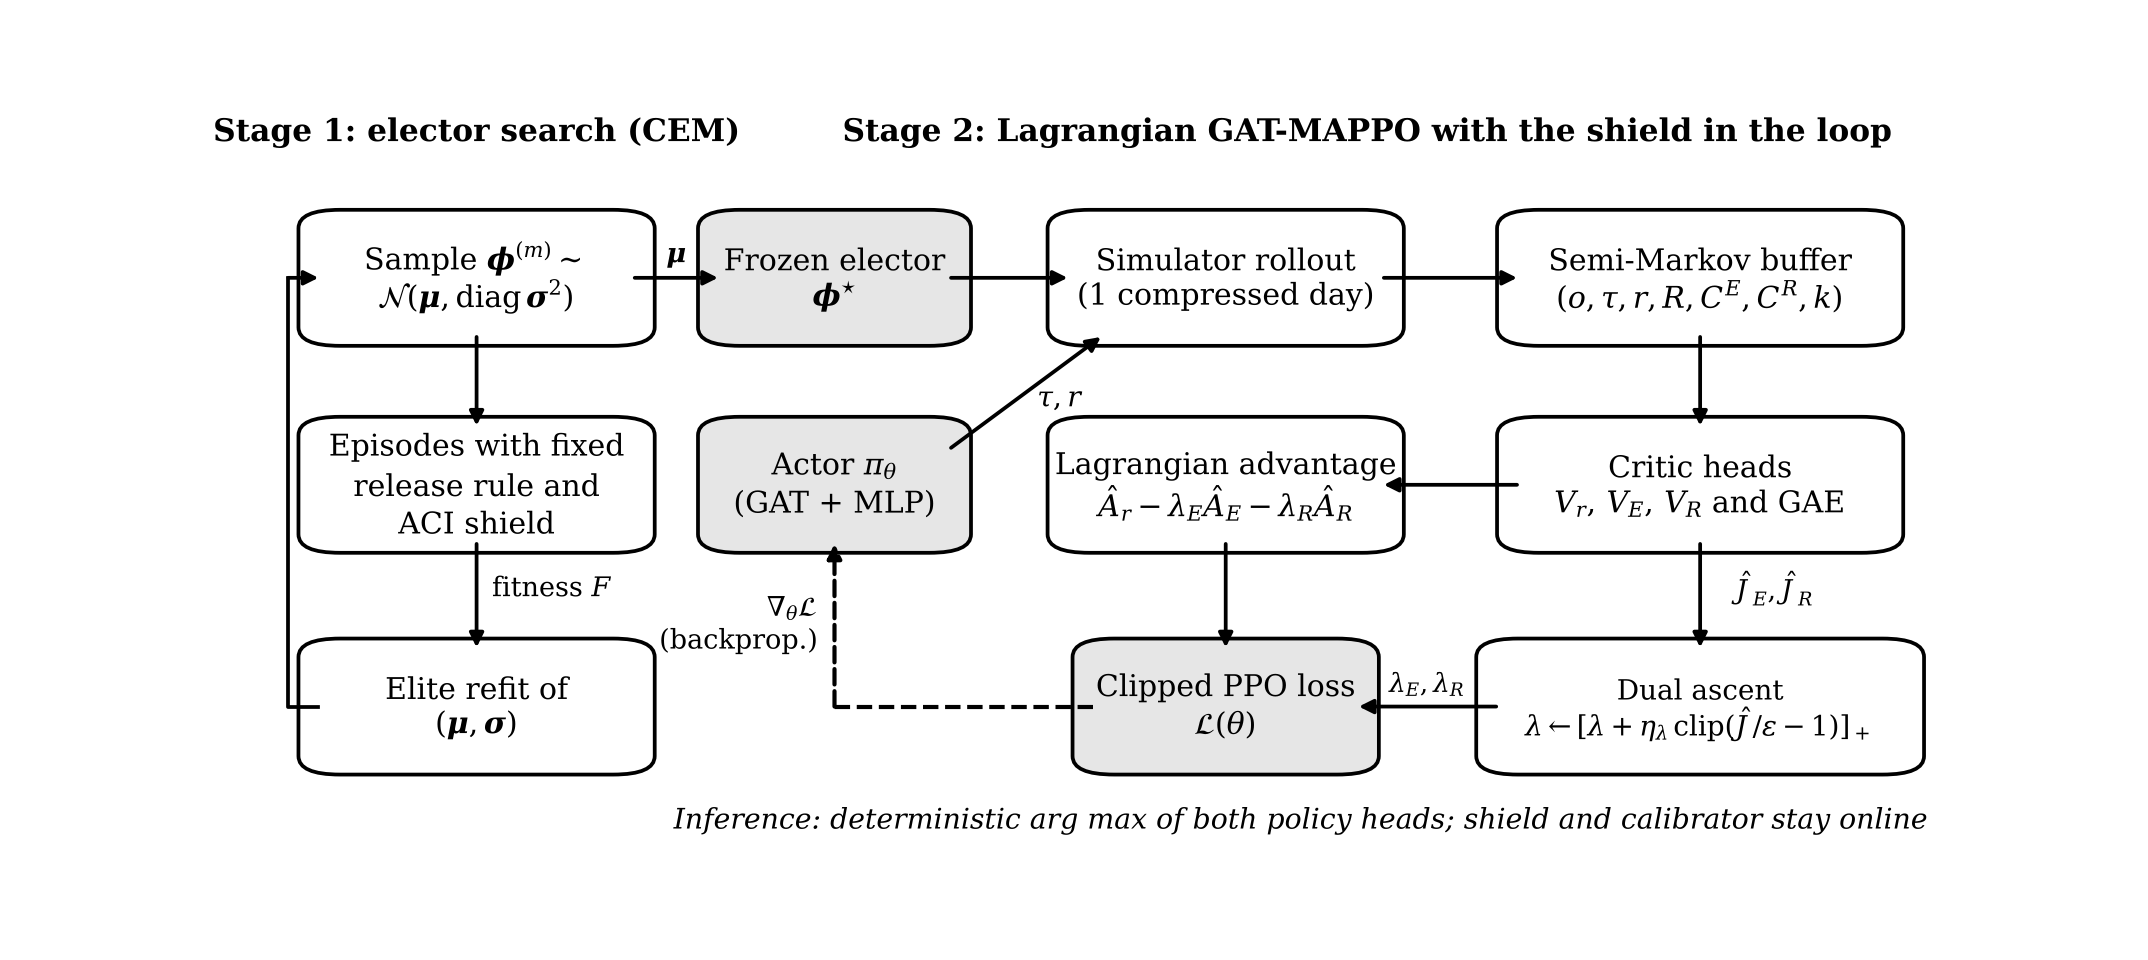 Stage 1: elector search (CEM)
Stage 2: Lagrangian GAT-MAPPO with the shield in the loop
Sample ϕ^(m) ∼
𝒩(μ, diag σ²)
μ
Frozen elector
ϕ⋆
Simulator rollout
(1 compressed day)
Semi-Markov buffer
(o, τ, r, R, C^E, C^R, k)
τ, r
Episodes with fixed
release rule and
ACI shield
Actor π_θ
(GAT + MLP)
Lagrangian advantage
Â_r − λ_E Â_E − λ_R Â_R
Critic heads
V_r, V_E, V_R and GAE
fitness F
∇_θ ℒ
(backprop.)
Ĵ_E, Ĵ_R
Elite refit of
(μ, σ)
Clipped PPO loss
ℒ(θ)
λ_E, λ_R
Dual ascent
λ ← [λ + η_λ clip(Ĵ/ε − 1)]_+
Inference: deterministic arg max of both policy heads; shield and calibrator stay online